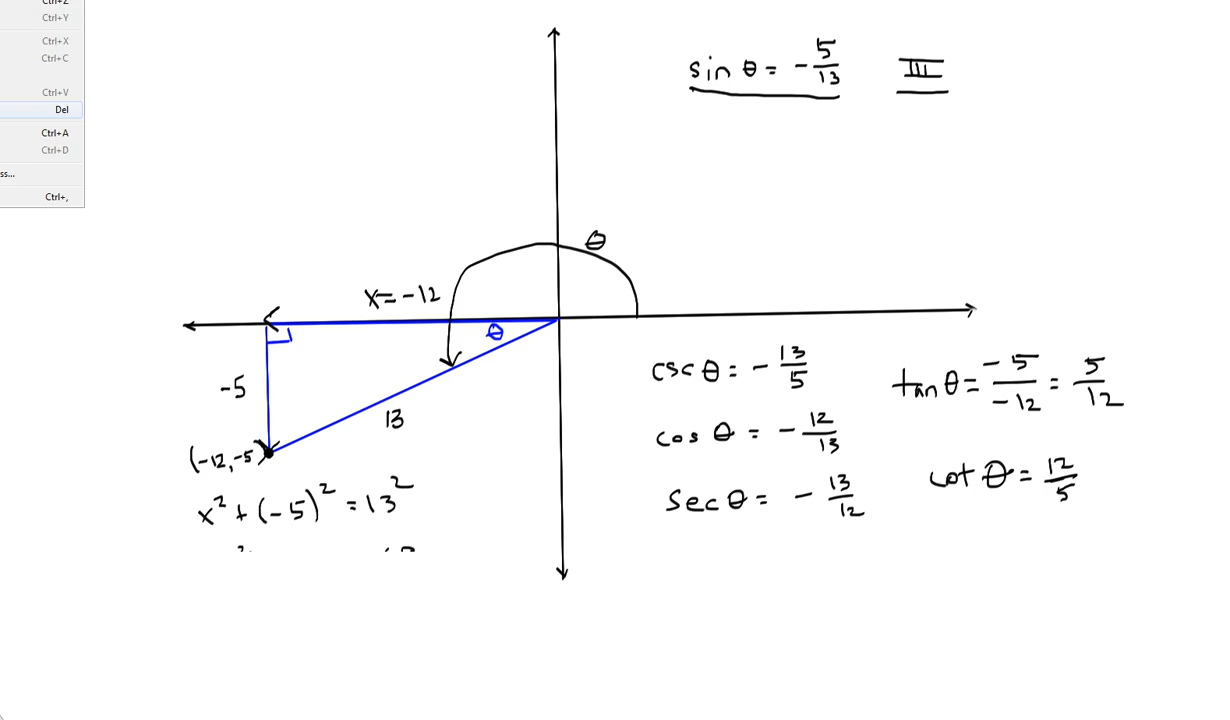 Ctrl+Z
Ctrl+Y
Ctrl+X
Ctrl+C
Ctrl+V
Del
Ctrl+A
Ctrl+D
ss...
Ctrl+,
sin θ = -5/13 III
θ
x = -12
θ
-5
13
(-12,-5)
x² + (-5)² = 13²
csc θ = -13/5
cos θ = -12/13
sec θ = -13/12
tan θ = -5/-12 = 5/12
cot θ = 12/5